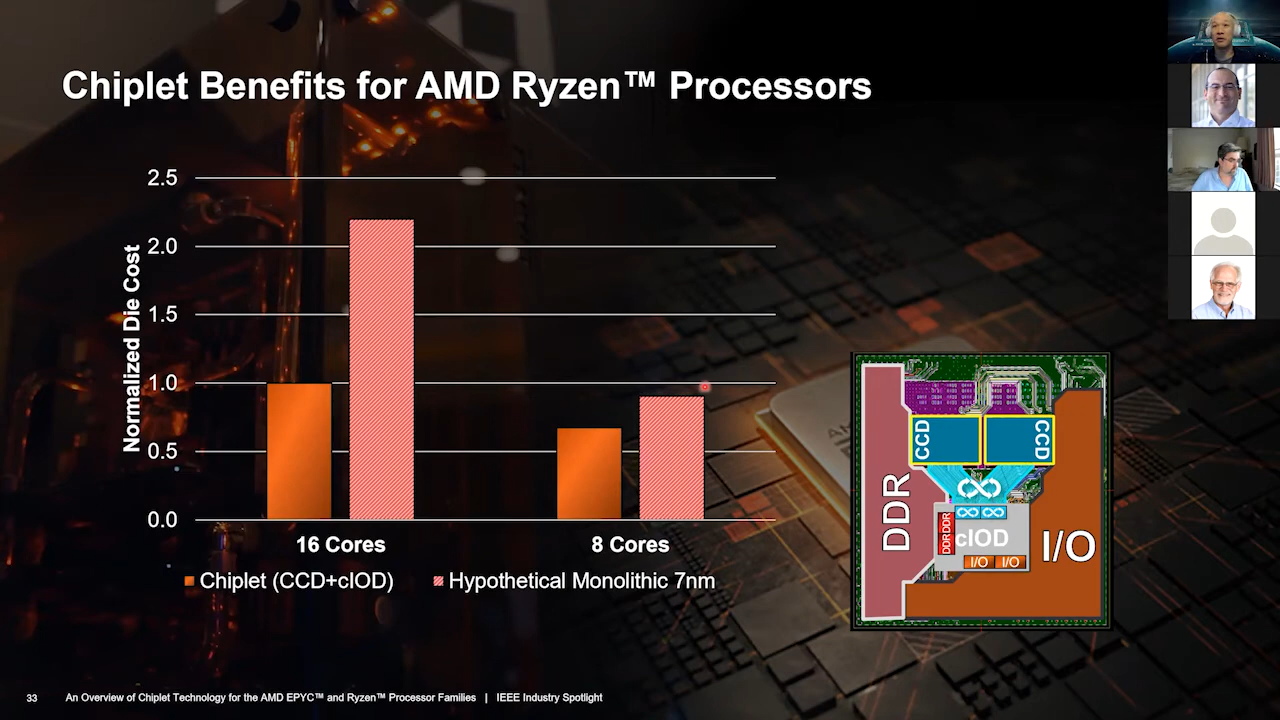 Chiplet Benefits for AMD Ryzen™ Processors
Normalized Die Cost
2.5
2.0
1.5
1.0
0.5
0.0
16 Cores
8 Cores
Chiplet (CCD+cIOD)
Hypothetical Monolithic 7nm
CCD
CCD
DDR
DDR
DDR
cIOD
I/O
I/O
I/O
33
An Overview of Chiplet Technology for the AMD EPYC™ and Ryzen™ Processor Families | IEEE Industry Spotlight